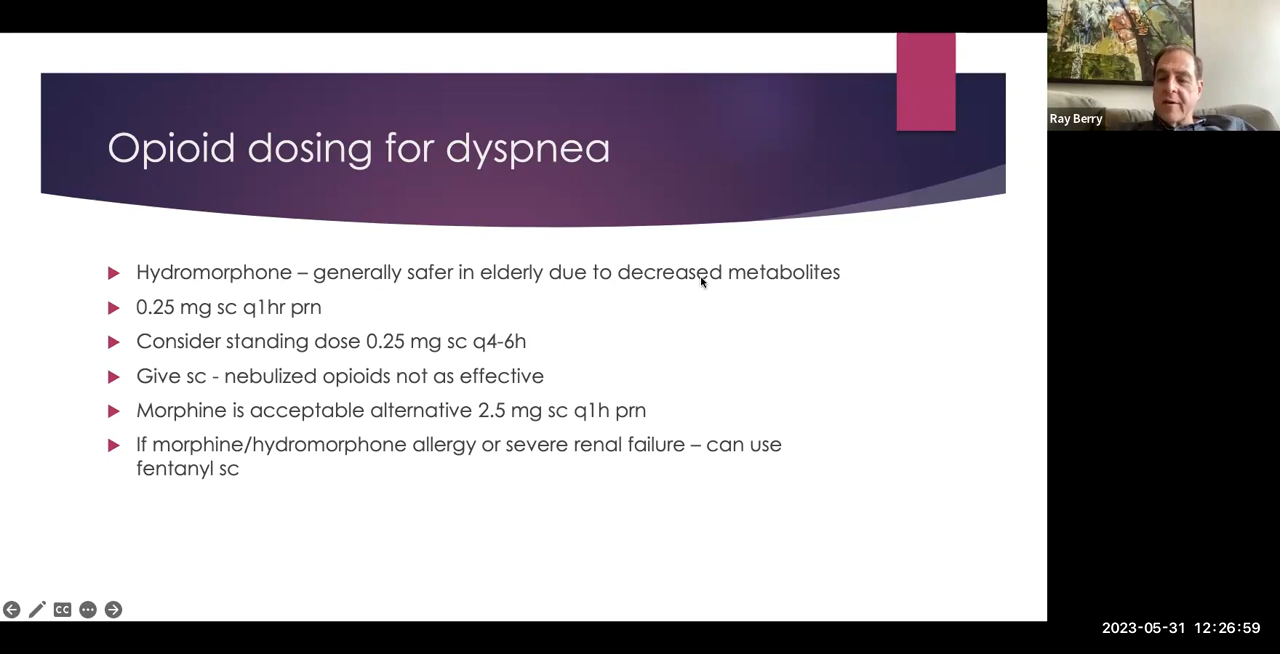 Opioid dosing for dyspnea
Hydromorphone – generally safer in elderly due to decreased metabolites
0.25 mg sc q1hr prn
Consider standing dose 0.25 mg sc q4-6h
Give sc - nebulized opioids not as effective
Morphine is acceptable alternative 2.5 mg sc q1h prn
If morphine/hydromorphone allergy or severe renal failure – can use
fentanyl sc
Ray Berry
CC
2023-05-31 12:26:59